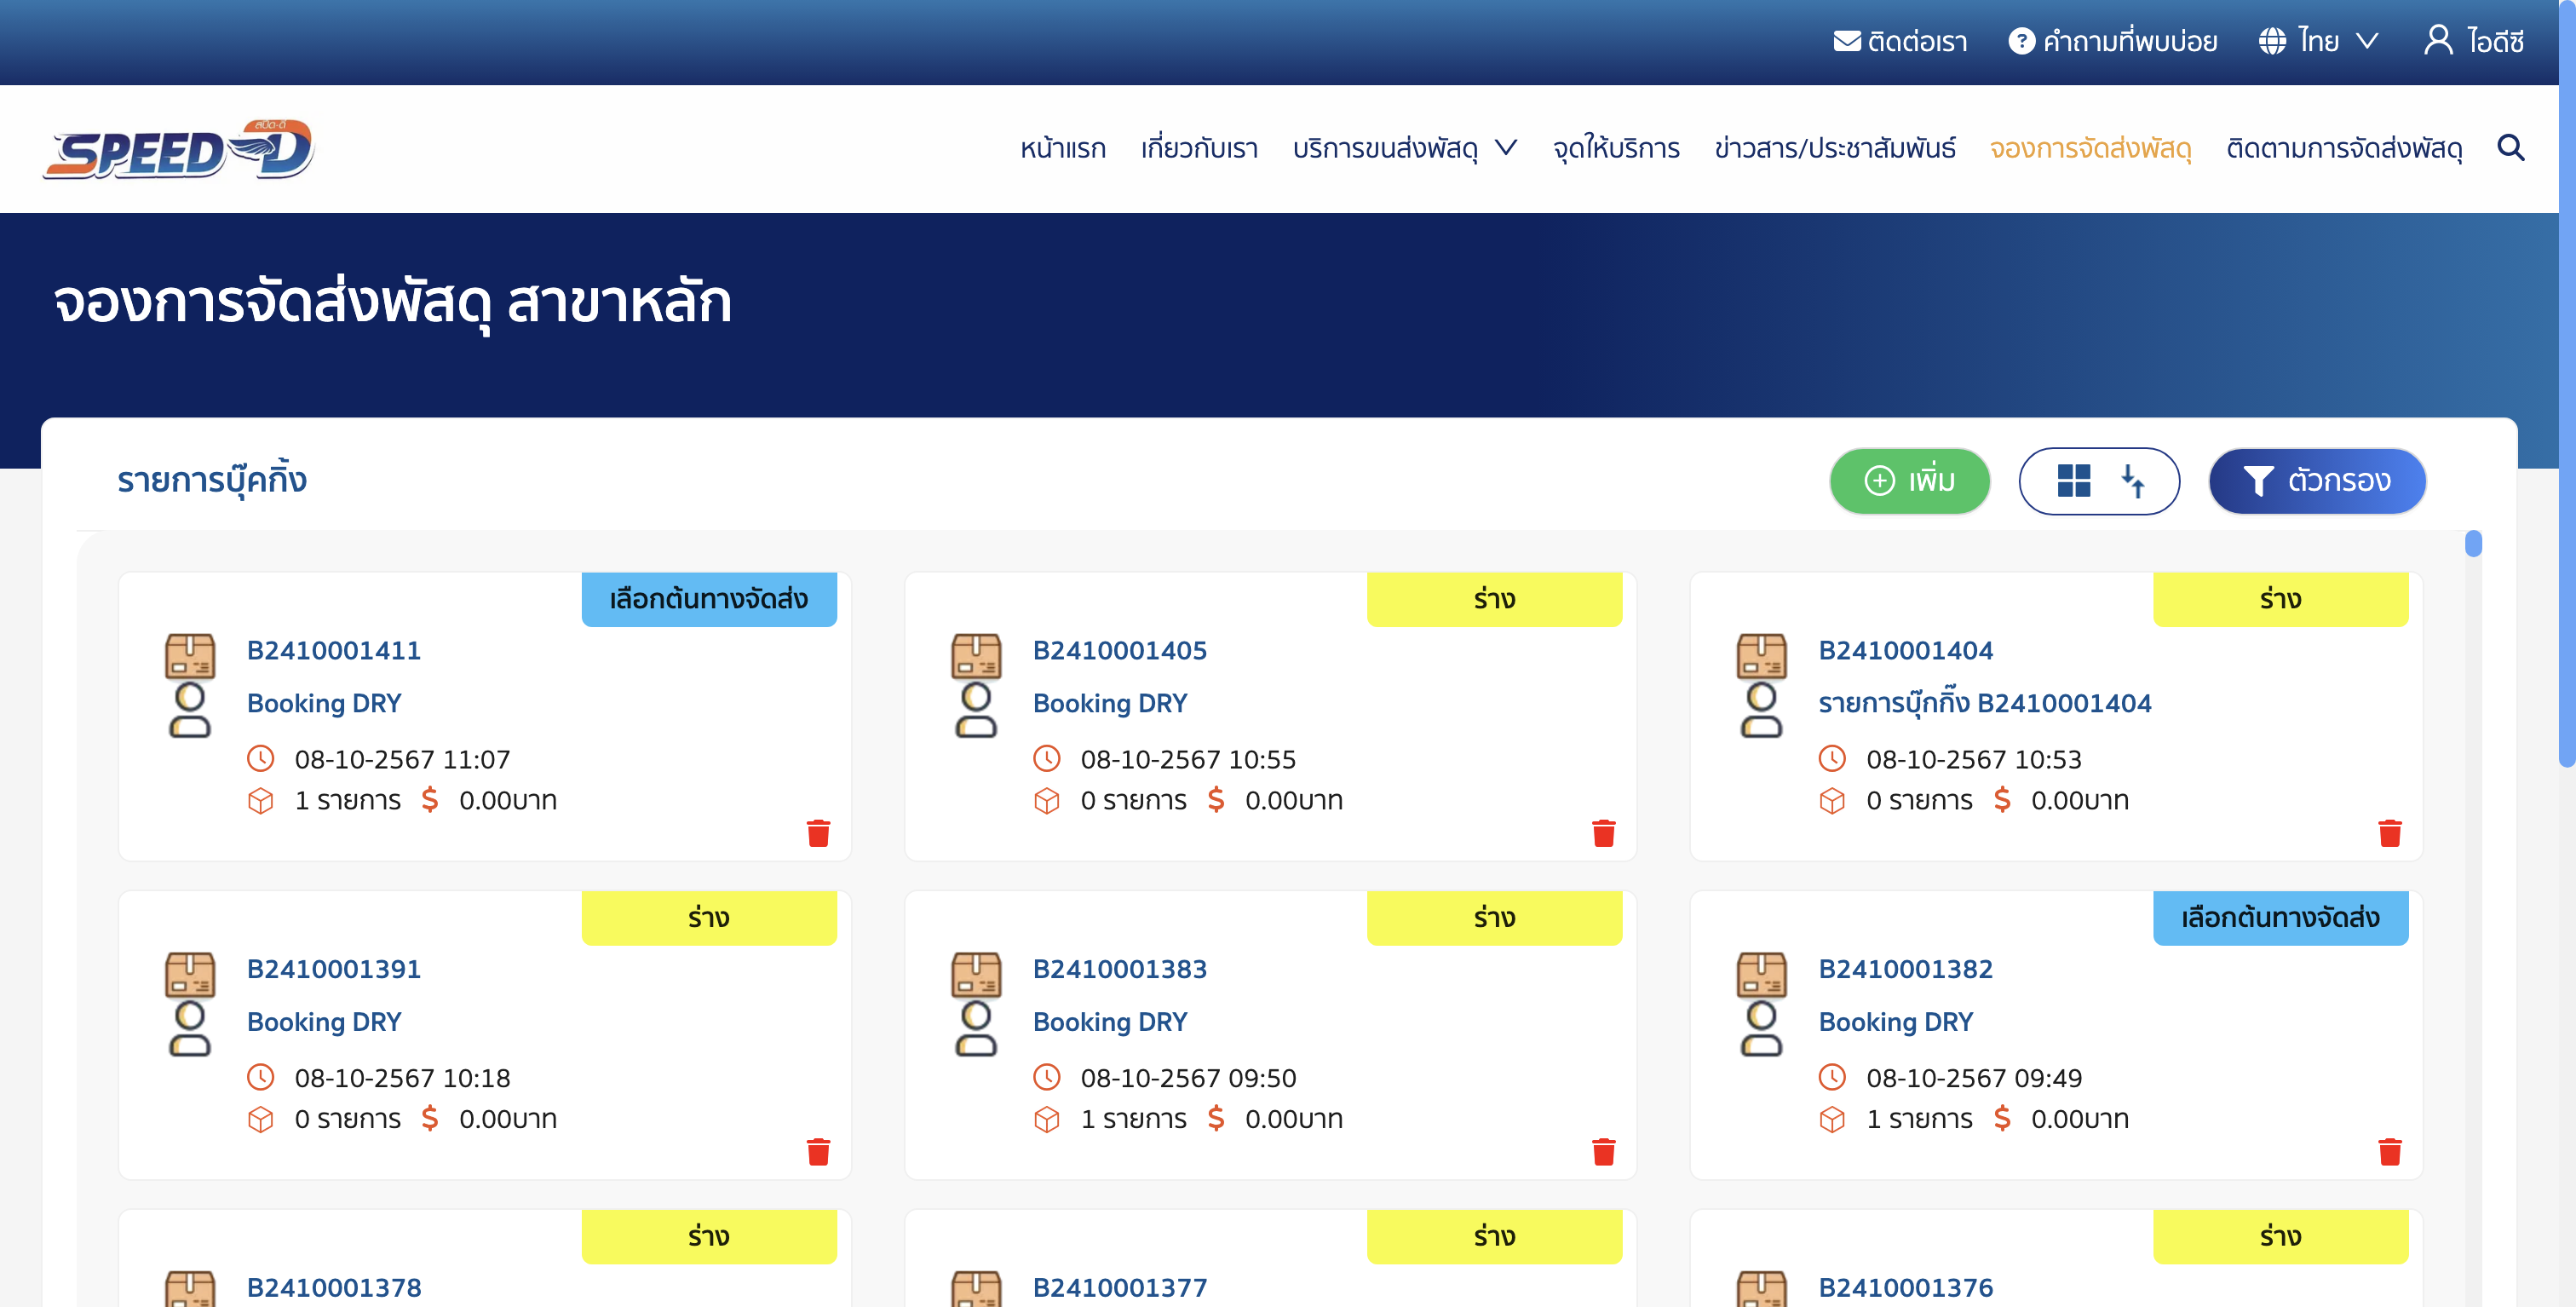 ติดต่อเรา คำถามที่พบบ่อย ไทย ไอดีซี
สปีด-ดี
SPEED-D
หน้าแรก เกี่ยวกับเรา บริการขนส่งพัสดุ จุดให้บริการ ข่าวสาร/ประชาสัมพันธ์ จองการจัดส่งพัสดุ ติดตามการจัดส่งพัสดุ
จองการจัดส่งพัสดุ สาขาหลัก
รายการบุ๊คกิ้ง
เพิ่ม
ตัวกรอง
เลือกต้นทางจัดส่ง
B2410001411
Booking DRY
08-10-2567 11:07
1 รายการ $ 0.00บาท
ร่าง
B2410001405
Booking DRY
08-10-2567 10:55
0 รายการ $ 0.00บาท
ร่าง
B2410001404
รายการบุ๊กกิ๊ง B2410001404
08-10-2567 10:53
0 รายการ $ 0.00บาท
ร่าง
B2410001391
Booking DRY
08-10-2567 10:18
0 รายการ $ 0.00บาท
ร่าง
B2410001383
Booking DRY
08-10-2567 09:50
1 รายการ $ 0.00บาท
เลือกต้นทางจัดส่ง
B2410001382
Booking DRY
08-10-2567 09:49
1 รายการ $ 0.00บาท
ร่าง
B2410001378
ร่าง
B2410001377
ร่าง
B2410001376